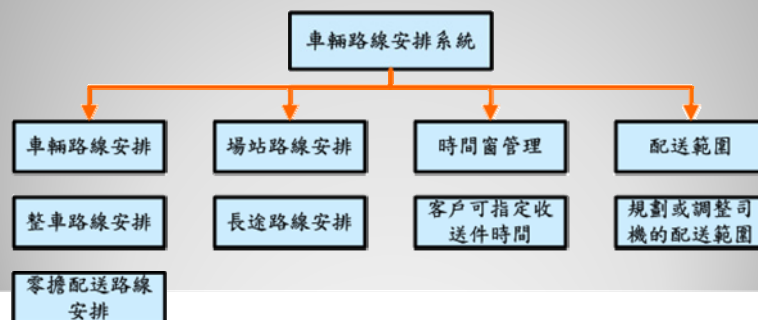 車輛路線安排系統
車輛路線安排
場站路線安排
時間窗管理
配送範圍
整車路線安排
長途路線安排
客戶可指定收
送件時間
規劃或調整司
機的配送範圍
零擔配送路線
安排